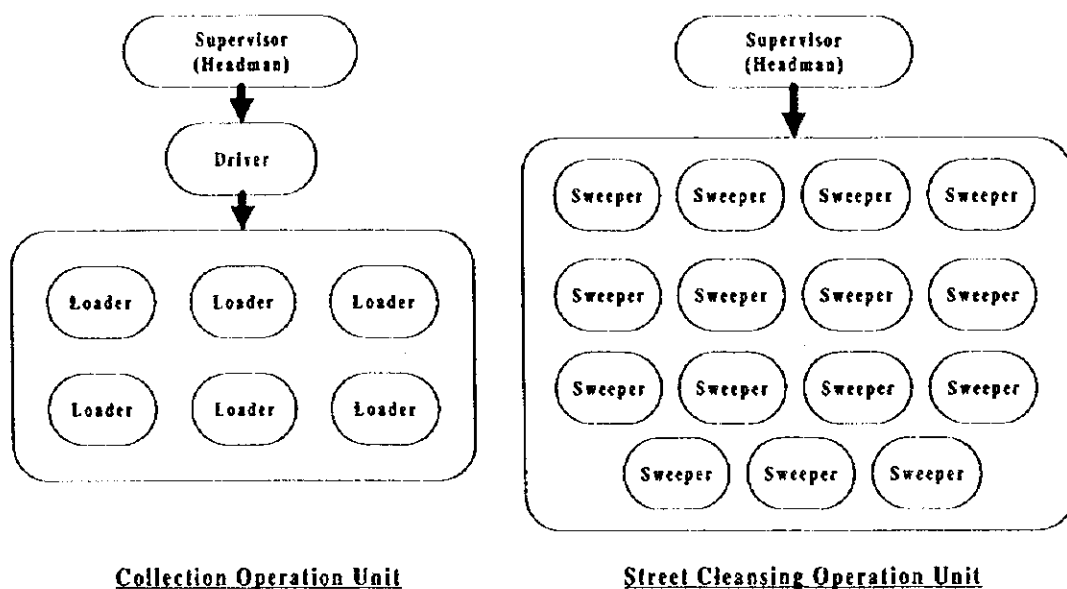 Supervisor
(Headman)
Driver
Loader Loader Loader
Loader Loader Loader
Collection Operation Unit
Supervisor
(Headman)
Sweeper Sweeper Sweeper Sweeper
Sweeper Sweeper Sweeper Sweeper
Sweeper Sweeper Sweeper Sweeper
Sweeper Sweeper Sweeper
Street Cleansing Operation Unit